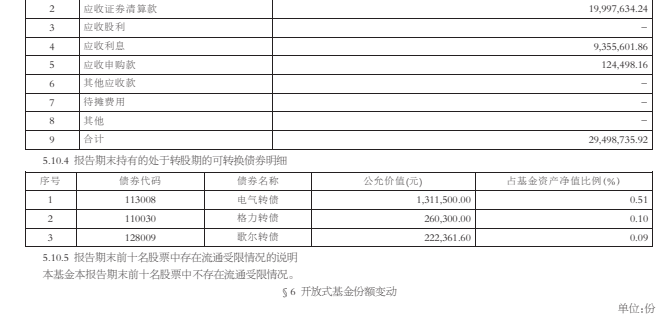 2 应收证券清算款 19,997,634.24
3 应收股利 –
4 应收利息 9,355,601.86
5 应收申购款 124,498.16
6 其他应收款 –
7 待摊费用 –
8 其他 –
9 合计 29,498,735.92
5.10.4 报告期末持有的处于转股期的可转换债券明细
序号 债券代码 债券名称 公允价值(元) 占基金资产净值比例(%)
1 113008 电气转债 1,311,500.00 0.51
2 110030 格力转债 260,300.00 0.10
3 128009 歌尔转债 222,361.60 0.09
5.10.5 报告期末前十名股票中存在流通受限情况的说明
本基金本报告期末前十名股票中不存在流通受限情况。
§6 开放式基金份额变动
单位:份